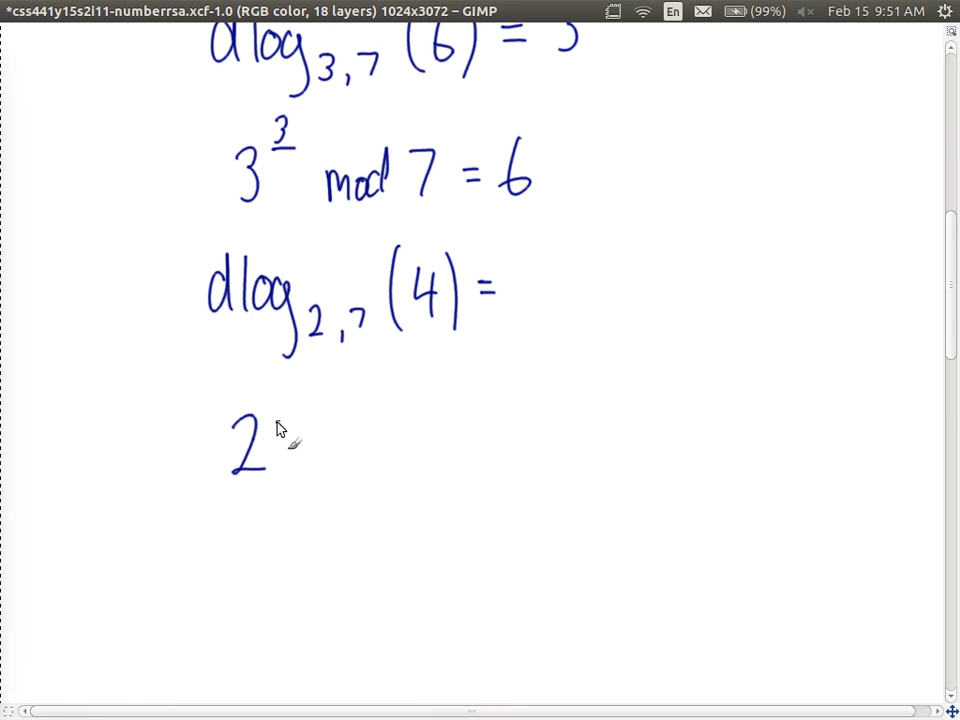 *css441y15s2i11-numberrsa.xcf-1.0 (RGB color, 18 layers) 1024x3072 – GIMP En (99%) Feb 15 9:51 AM
dlog3,7 (6) = 3
3^3 mod 7 = 6
dlog2,7 (4) =
2